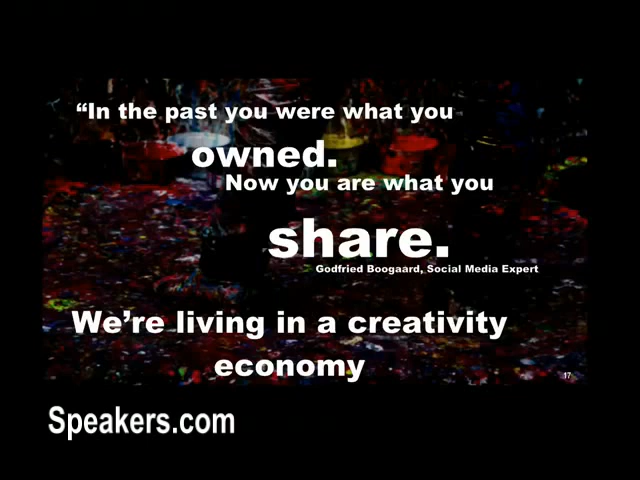 “In the past you were what you
owned.
Now you are what you
share.
Godfried Boogaard, Social Media Expert
We’re living in a creativity
economy
17
Speakers.com